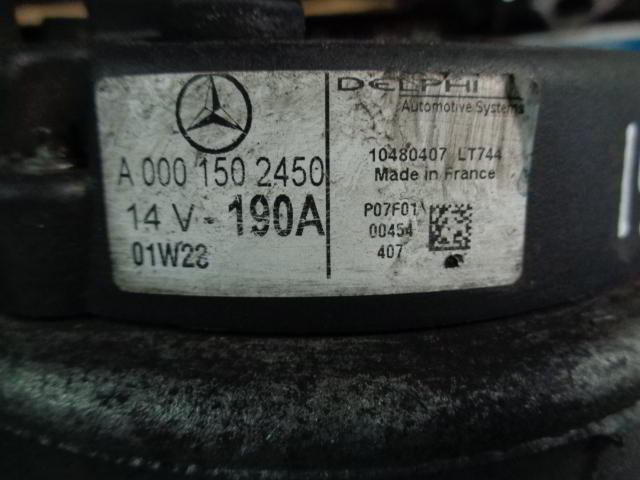 A 000 150 2450
14 V - 190A
01W28
DELPHI
Automotive Systems
10480407 LT744
Made in France
P07F01
00454
407